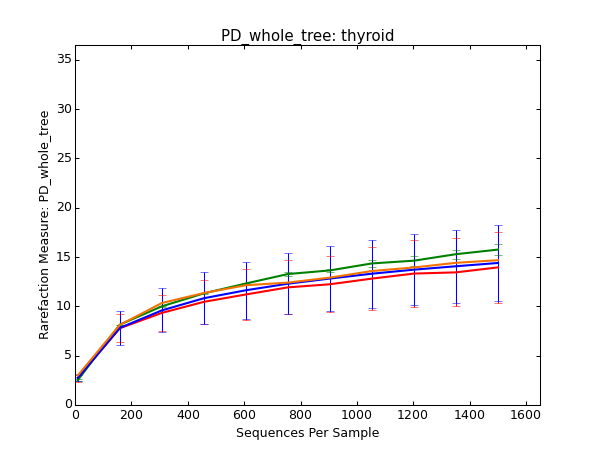 PD_whole_tree: thyroid
Rarefaction Measure: PD_whole_tree
35
30
25
20
15
10
5
0
0 200 400 600 800 1000 1200 1400 1600
Sequences Per Sample